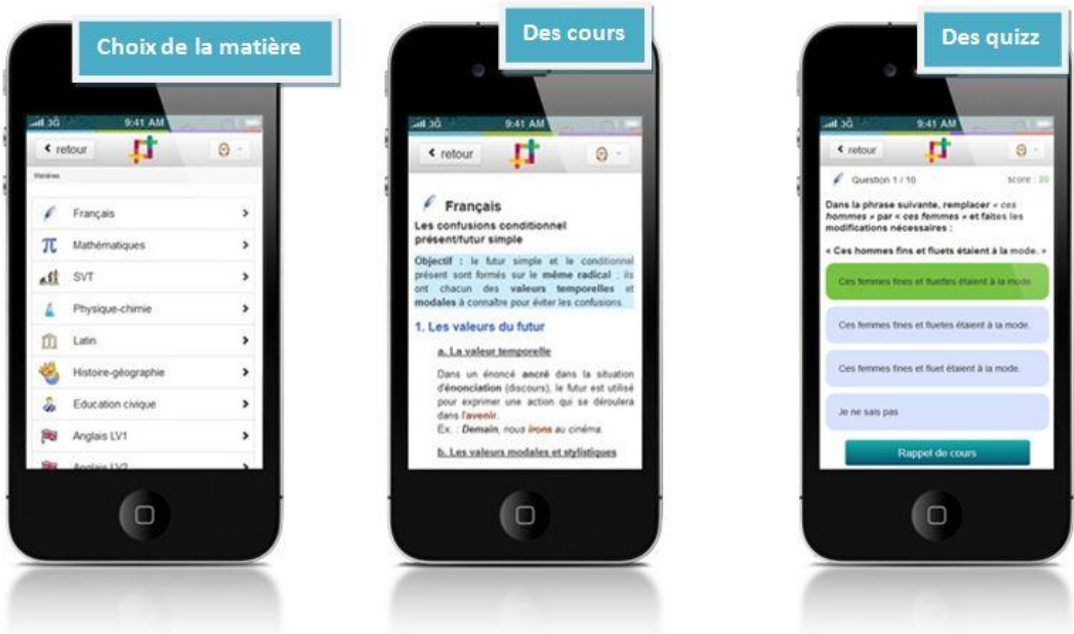 Choix de la matière
3G 9:41 AM
retour
Matières
Français
Mathématiques
SVT
Physique-chimie
Latin
Histoire-géographie
Education civique
Anglais LV1
Anglais LV2
Des cours
3G 9:41 AM
retour
Français
Les confusions conditionnel
présent/futur simple
Objectif : le futur simple et le conditionnel
présent sont formés sur le même radical ; ils
ont chacun des valeurs temporelles et
modales à connaître pour éviter les confusions.
1. Les valeurs du futur
a. La valeur temporelle
Dans un énoncé ancré dans la situation
d'énonciation (discours), le futur est utilisé
pour exprimer une action qui se déroulera
dans l'avenir.
Ex. : Demain, nous irons au cinéma.
b. Les valeurs modales et stylistiques
Des quizz
3G 9:41 AM
retour
Question 1 / 10 score : 20
Dans la phrase suivante, remplacer « ces
hommes » par « ces femmes » et faites les
modifications nécessaires :
« Ces hommes fins et fluets étaient à la mode. »
Ces femmes fines et fluettes étaient à la mode.
Ces femmes fines et fluetes étaient à la mode.
Ces femmes fines et fluet étaient à la mode.
Je ne sais pas
Rappel de cours